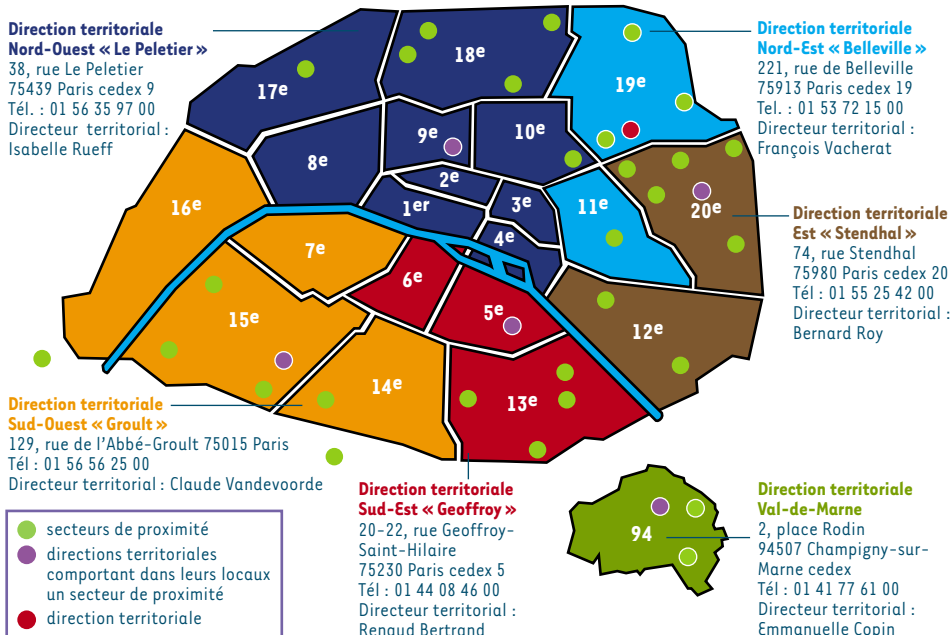 Direction territoriale
Nord-Ouest « Le Peletier »
38, rue Le Peletier
75439 Paris cedex 9
Tél. : 01 56 35 97 00
Directeur territorial :
Isabelle Rueff
Direction territoriale
Nord-Est « Belleville »
221, rue de Belleville
75913 Paris cedex 19
Tel. : 01 53 72 15 00
Directeur territorial :
François Vacherat
Direction territoriale
Est « Stendhal »
74, rue Stendhal
75980 Paris cedex 20
Tél : 01 55 25 42 00
Directeur territorial :
Bernard Roy
18e
17e
19e
9e
10e
8e
2e
16e
1er
3e
11e
20e
4e
7e
6e
5e
15e
12e
14e
13e
Direction territoriale
Sud-Ouest « Groult »
129, rue de l'Abbé-Groult 75015 Paris
Tél : 01 56 56 25 00
Directeur territorial : Claude Vandevoorde
Direction territoriale
Sud-Est « Geoffroy »
20-22, rue Geoffroy-
Saint-Hilaire
75230 Paris cedex 5
Tél : 01 44 08 46 00
Directeur territorial :
Renaud Bertrand
94
Direction territoriale
Val-de-Marne
2, place Rodin
94507 Champigny-sur-
Marne cedex
Tél : 01 41 77 61 00
Directeur territorial :
Emmanuelle Copin
secteurs de proximité
directions territoriales
comportant dans leurs locaux
un secteur de proximité
direction territoriale